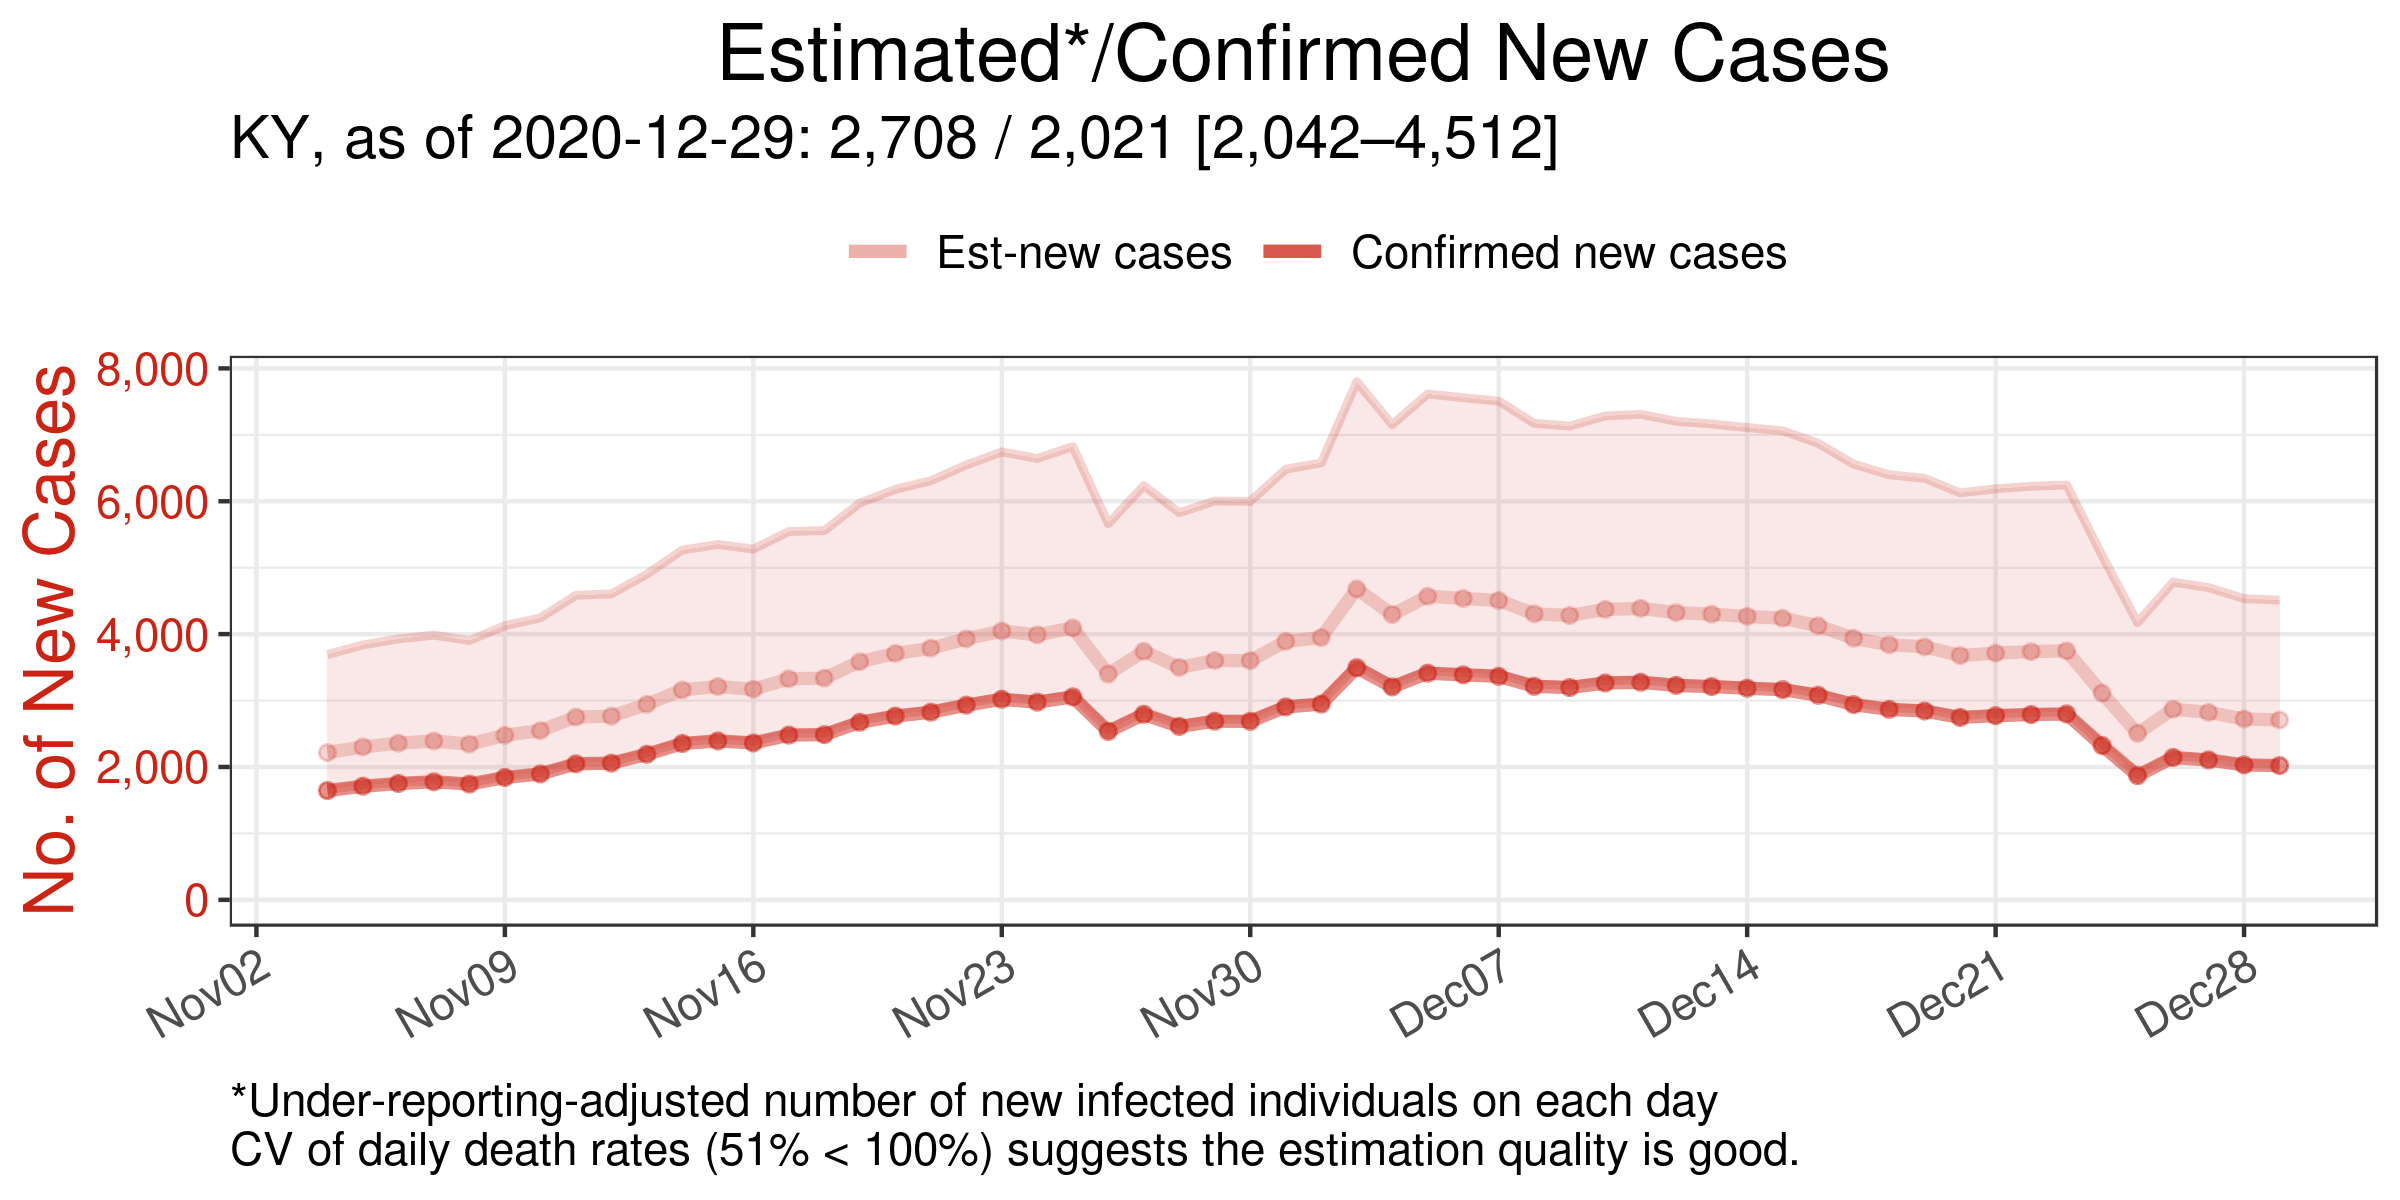 Estimated*/Confirmed New Cases
KY, as of 2020-12-29: 2,708 / 2,021 [2,042–4,512]
Est-new cases
Confirmed new cases
No. of New Cases
8,000
6,000
4,000
2,000
0
Nov02
Nov09
Nov16
Nov23
Nov30
Dec07
Dec14
Dec21
Dec28
*Under-reporting-adjusted number of new infected individuals on each day
CV of daily death rates (51% < 100%) suggests the estimation quality is good.